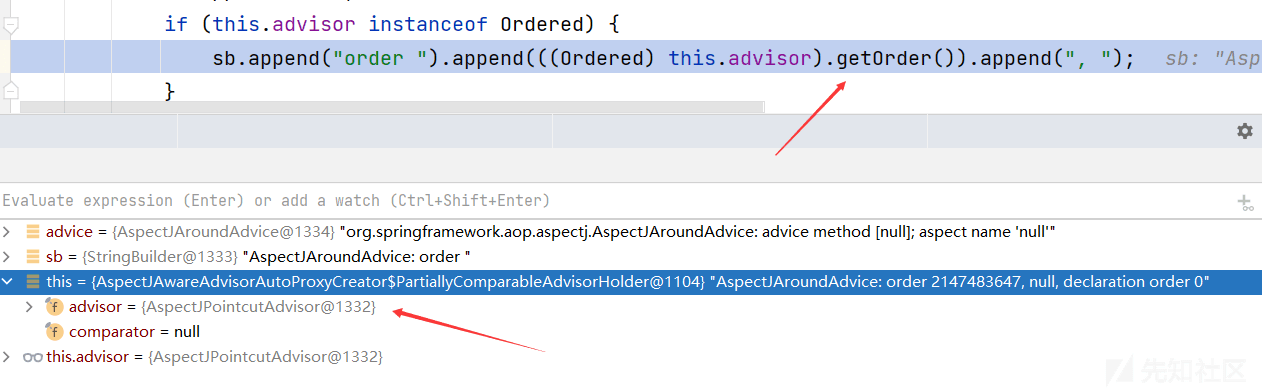 if (this.advisor instanceof Ordered) {
sb.append("order ").append(((Ordered) this.advisor).getOrder()).append(", "); sb: "Asp
}
Evaluate expression (Enter) or add a watch (Ctrl+Shift+Enter)
advice = {AspectJAroundAdvice@1334} "org.springframework.aop.aspectj.AspectJAroundAdvice: advice method [null]; aspect name 'null'"
sb = {StringBuilder@1333} "AspectJAroundAdvice: order "
this = {AspectJAwareAdvisorAutoProxyCreator$PartiallyComparableAdvisorHolder@1104} "AspectJAroundAdvice: order 2147483647, null, declaration order 0"
f advisor = {AspectJPointcutAdvisor@1332}
f comparator = null
this.advisor = {AspectJPointcutAdvisor@1332}
先知社区